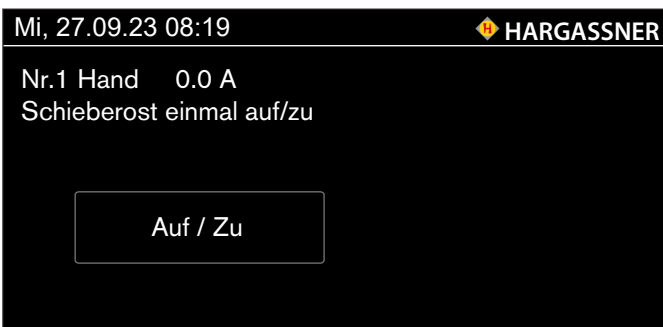 Mi, 27.09.23 08:19 H HARGASSNER
Nr.1 Hand 0.0 A
Schieberost einmal auf/zu
Auf / Zu